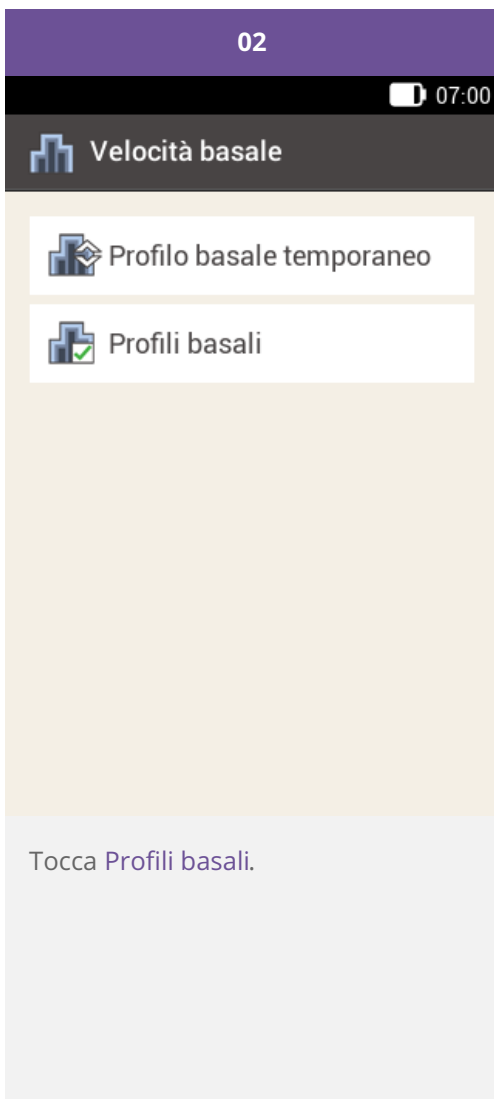 02
07:00
Velocità basale
Profilo basale temporaneo
Profili basali
Tocca Profili basali.